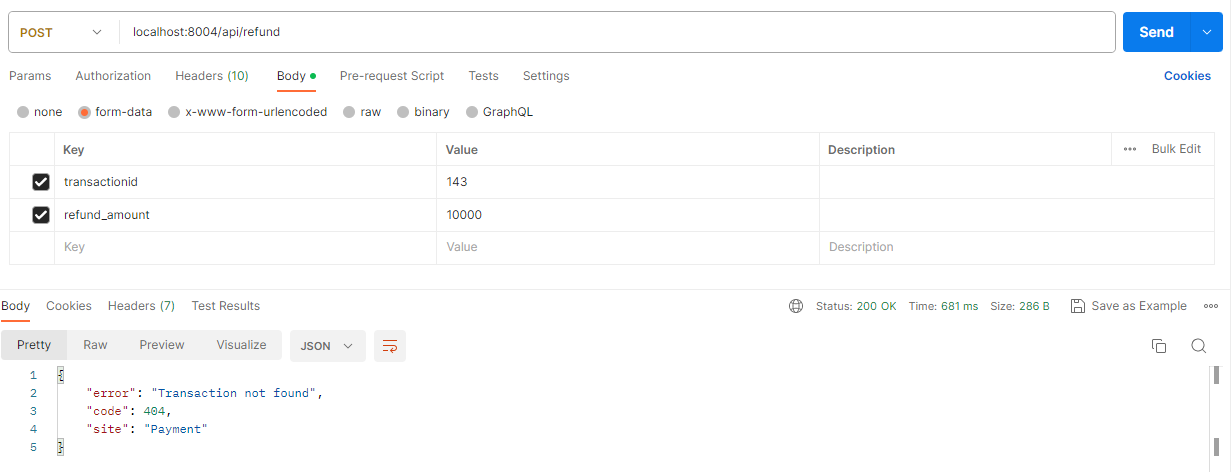 POST localhost:8004/api/refund Send
Params Authorization Headers (10) Body Pre-request Script Tests Settings Cookies
none form-data x-www-form-urlencoded raw binary GraphQL
Key Value Description ••• Bulk Edit
transactionid 143
refund_amount 10000
Key Value Description
Body Cookies Headers (7) Test Results Status: 200 OK Time: 681 ms Size: 286 B Save as Example •••
Pretty Raw Preview Visualize JSON
1 {
2 "error": "Transaction not found",
3 "code": 404,
4 "site": "Payment"
5 }